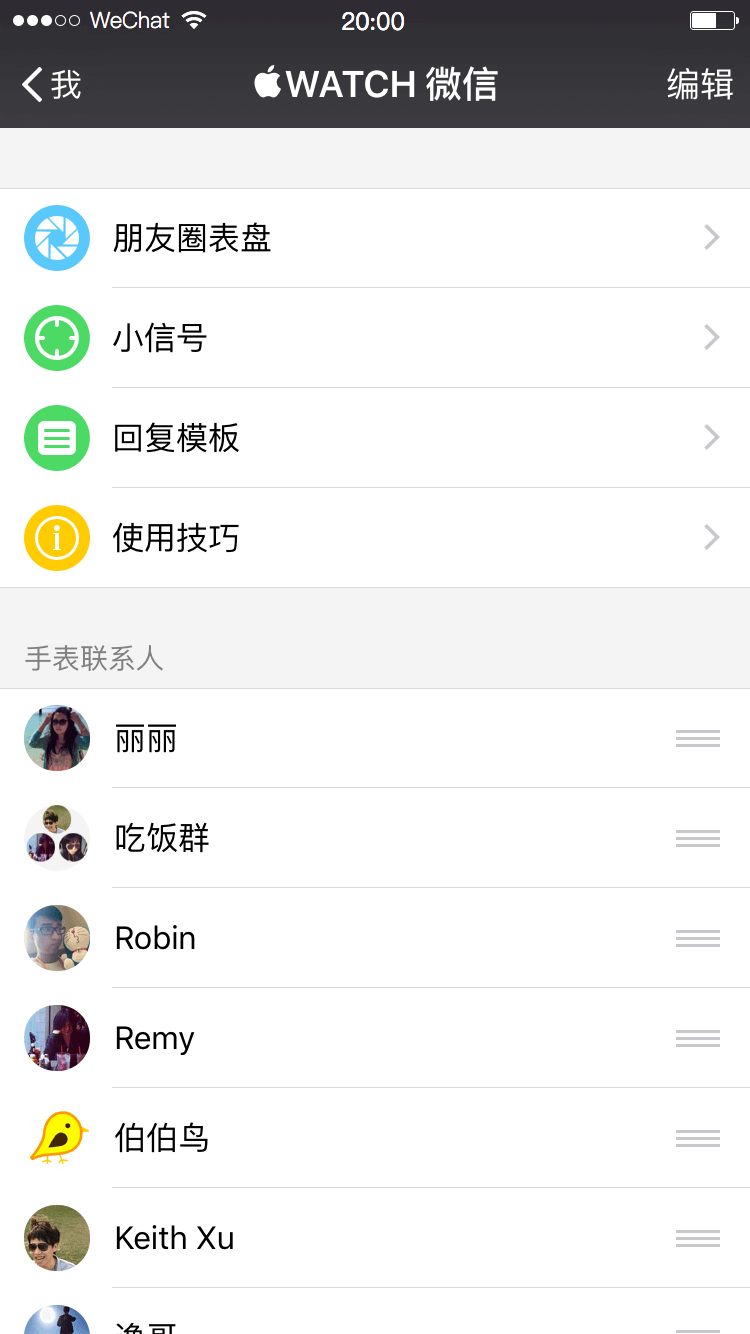 WeChat 20:00
我 WATCH 微信 编辑
朋友圈表盘
小信号
回复模板
使用技巧
手表联系人
丽丽
吃饭群
Robin
Remy
伯伯鸟
Keith Xu